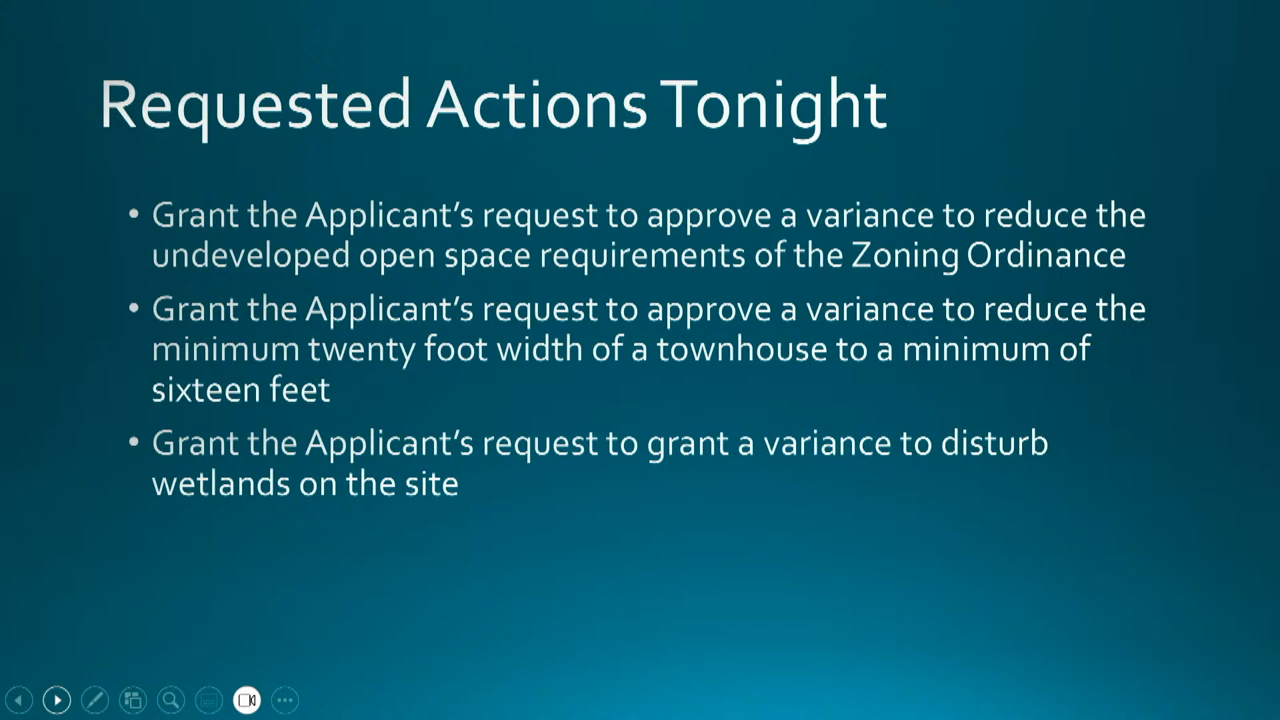 Requested Actions Tonight
• Grant the Applicant’s request to approve a variance to reduce the
undeveloped open space requirements of the Zoning Ordinance
• Grant the Applicant’s request to approve a variance to reduce the
minimum twenty foot width of a townhouse to a minimum of
sixteen feet
• Grant the Applicant’s request to grant a variance to disturb
wetlands on the site